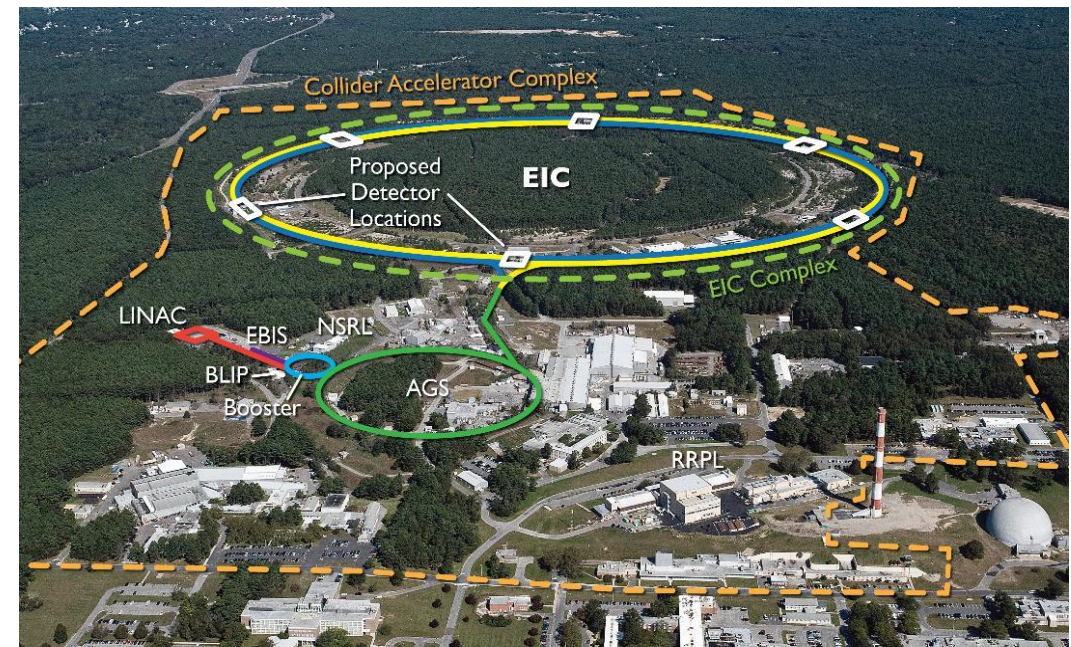 Collider Accelerator Complex
Proposed
Detector
Locations
EIC
EIC Complex
LINAC
EBIS
NSRL
BLIP
Booster
AGS
RRPL